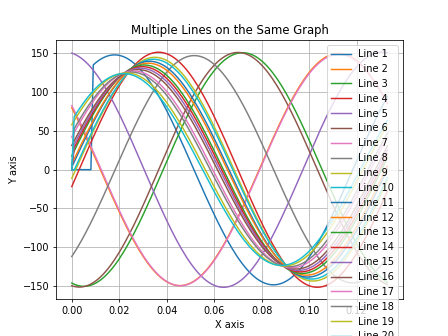 Multiple Lines on the Same Graph
Y axis
150
100
50
0
−50
−100
−150
0.00
0.02
0.04
0.06
0.08
0.10
X axis
Line 1
Line 2
Line 3
Line 4
Line 5
Line 6
Line 7
Line 8
Line 9
Line 10
Line 11
Line 12
Line 13
Line 14
Line 15
Line 16
Line 17
Line 18
Line 19
Line 20